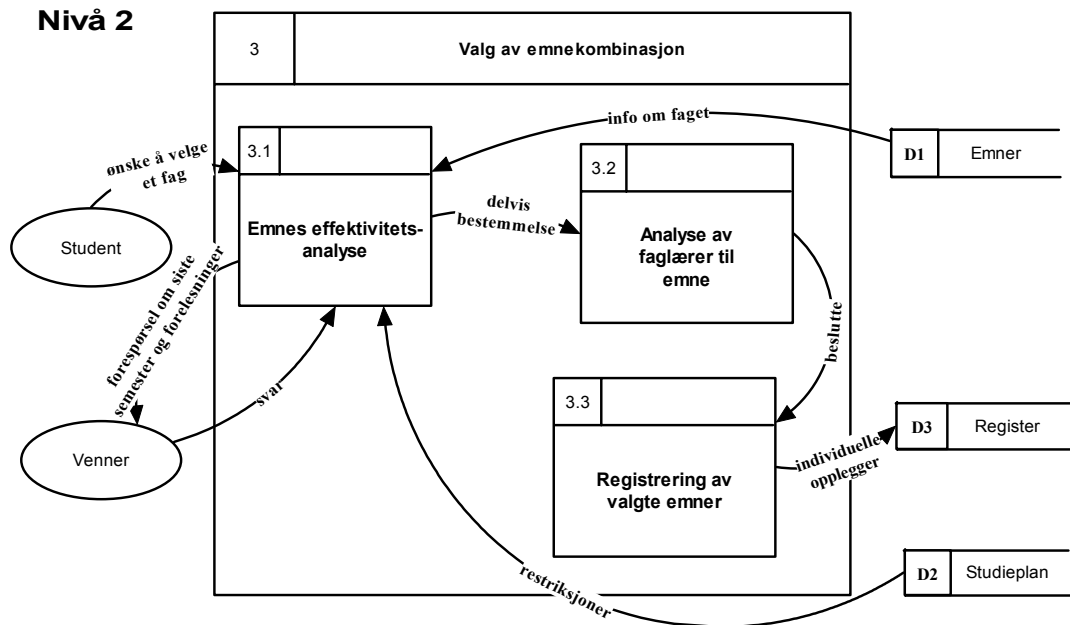 Nivå 2
3
Valg av emnekombinasjon
info om faget
D1
Emner
3.1
ønske å velge
et fag
3.2
delvis
bestemmelse
Student
Emnes effektivitets-
analyse
Analyse av
faglærer til
emne
forespørsel om siste
semester og forelesninger
beslutte
svar
3.3
D3
Register
Venner
individuelle
opplegger
Registrering av
valgte emner
restriksjoner
D2
Studieplan